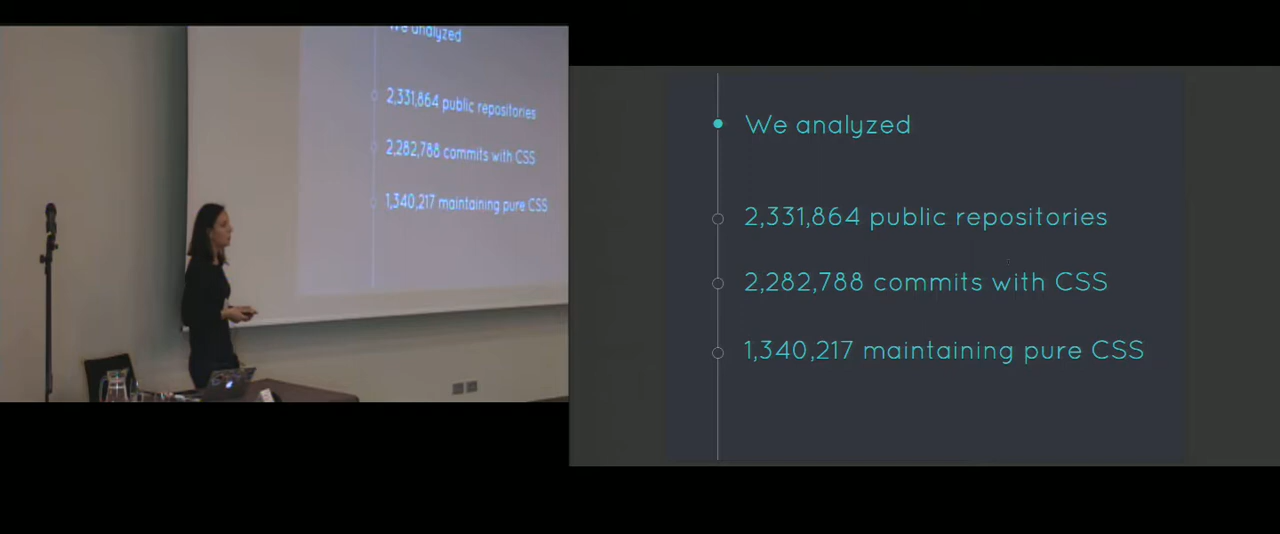 We analyzed
2,331,864 public repositories
2,282,788 commits with CSS
1,340,217 maintaining pure CSS
We analyzed
2,331,864 public repositories
2,282,788 commits with CSS
1,340,217 maintaining pure CSS